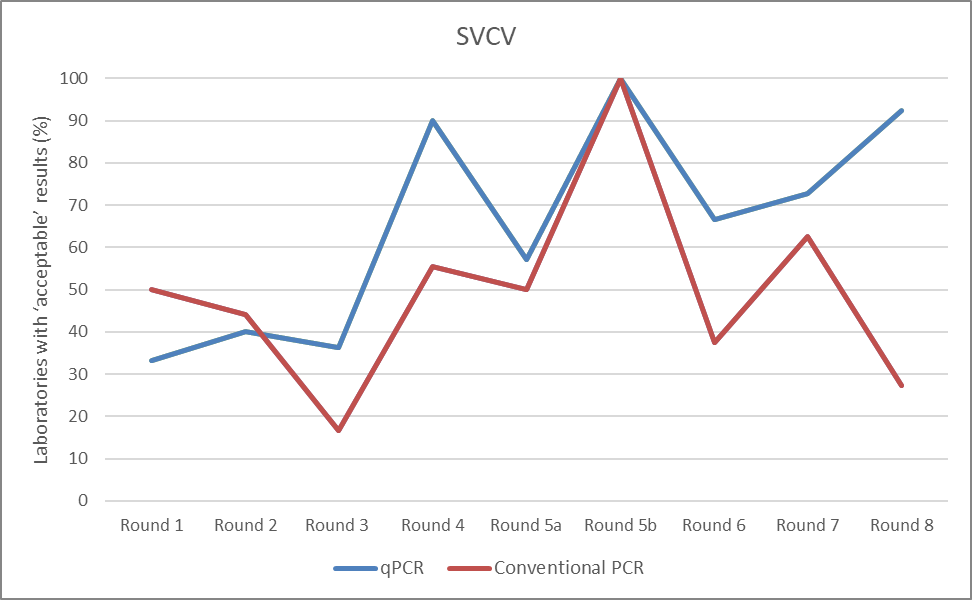 SVCV
Laboratories with ‘acceptable’ results (%)
100
90
80
70
60
50
40
30
20
10
0
Round 1 Round 2 Round 3 Round 4 Round 5a Round 5b Round 6 Round 7 Round 8
qPCR Conventional PCR